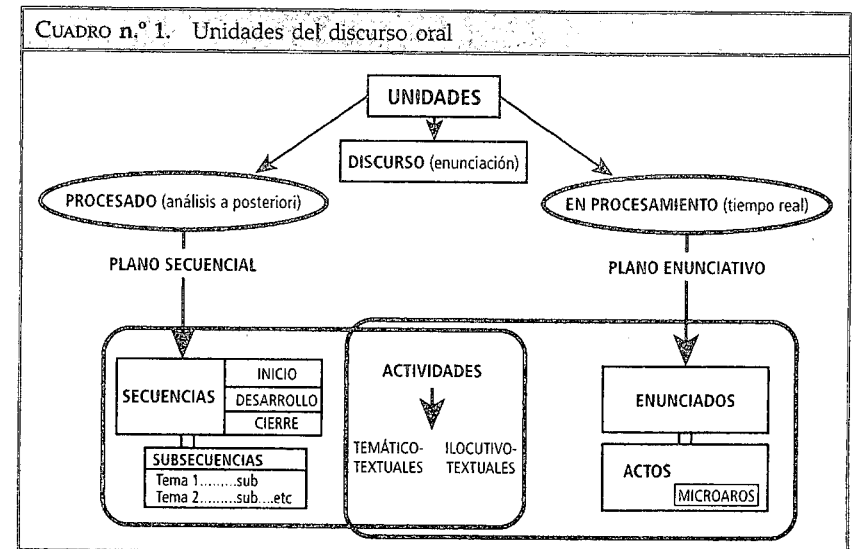 CUADRO n.º 1. Unidades del discurso oral
UNIDADES
DISCURSO (enunciación)
PROCESADO (análisis a posteriori)
EN PROCESAMIENTO (tiempo real)
PLANO SECUENCIAL
PLANO ENUNCIATIVO
SECUENCIAS
INICIO
DESARROLLO
CIERRE
SUBSECUENCIAS
Tema 1.........sub
Tema 2.........sub....etc
ACTIVIDADES
TEMÁTICO-
TEXTUALES
ILOCUTIVO-
TEXTUALES
ENUNCIADOS
ACTOS
MICROAROS